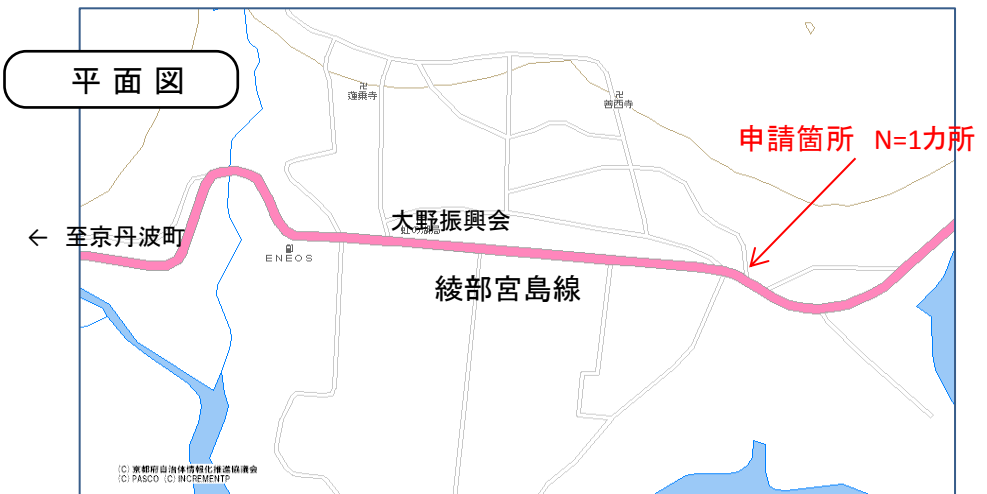 平面図
卍
蓮乗寺
卍
善西寺
申請箇所 N=1カ所
大野振興会
← 至京丹波町
ENEOS
綾部宮島線
(C) 京都府自治体情報化推進協議会
(C) PASCO (C) INCREMENTP